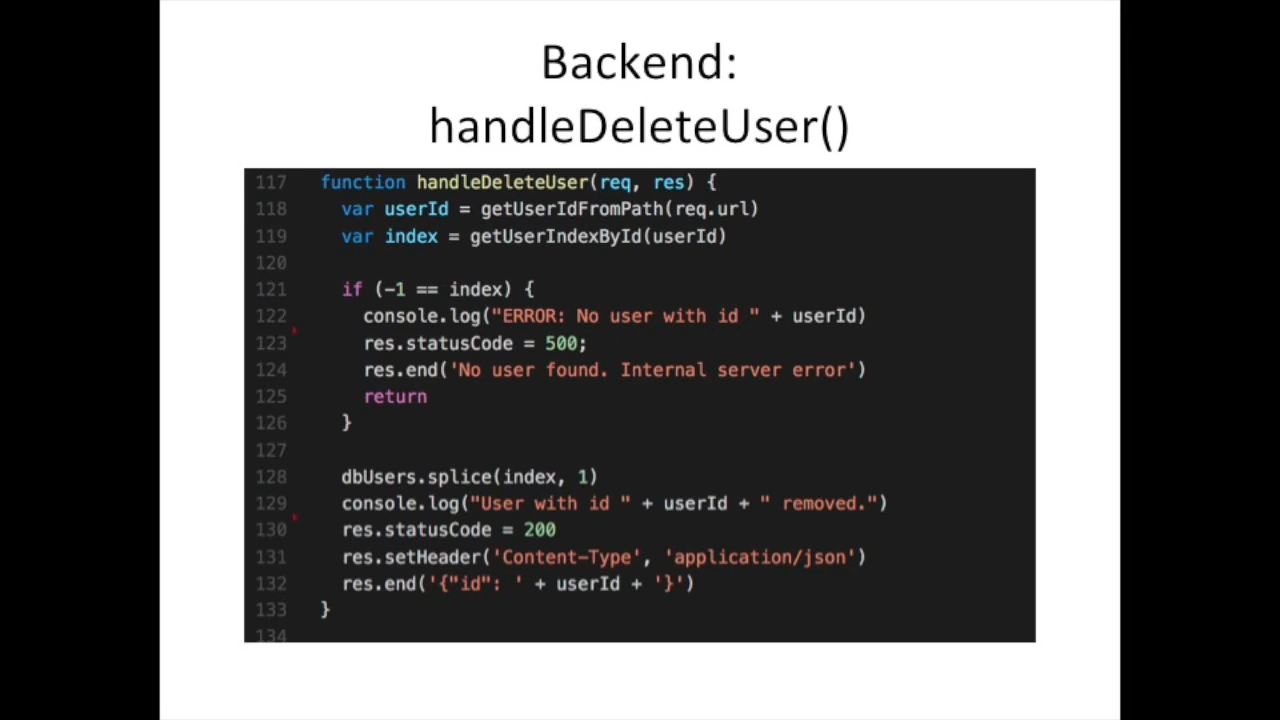 Backend:
handleDeleteUser()
117 function handleDeleteUser(req, res) {
118 var userId = getUserIdFromPath(req.url)
119 var index = getUserIndexById(userId)
120
121 if (-1 == index) {
122 console.log("ERROR: No user with id " + userId)
123 res.statusCode = 500;
124 res.end('No user found. Internal server error')
125 return
126 }
127
128 dbUsers.splice(index, 1)
129 console.log("User with id " + userId + " removed.")
130 res.statusCode = 200
131 res.setHeader('Content-Type', 'application/json')
132 res.end('{"id": ' + userId + '}')
133 }
134